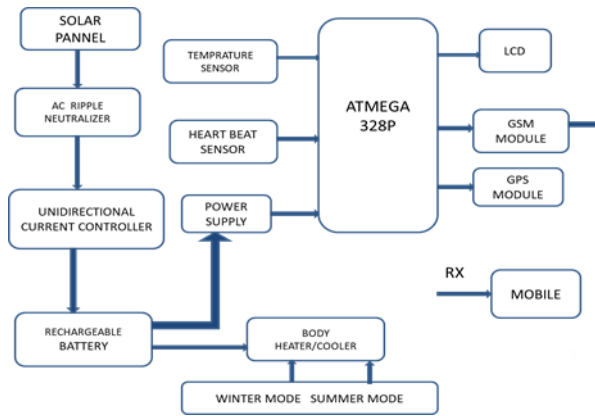 SOLAR
PANNEL
AC RIPPLE
NEUTRALIZER
UNIDIRECTIONAL
CURRENT CONTROLLER
RECHARGEABLE
BATTERY
TEMPRATURE
SENSOR
HEART BEAT
SENSOR
POWER
SUPPLY
ATMEGA
328P
LCD
GSM
MODULE
GPS
MODULE
RX
MOBILE
BODY
HEATER/COOLER
WINTER MODE SUMMER MODE